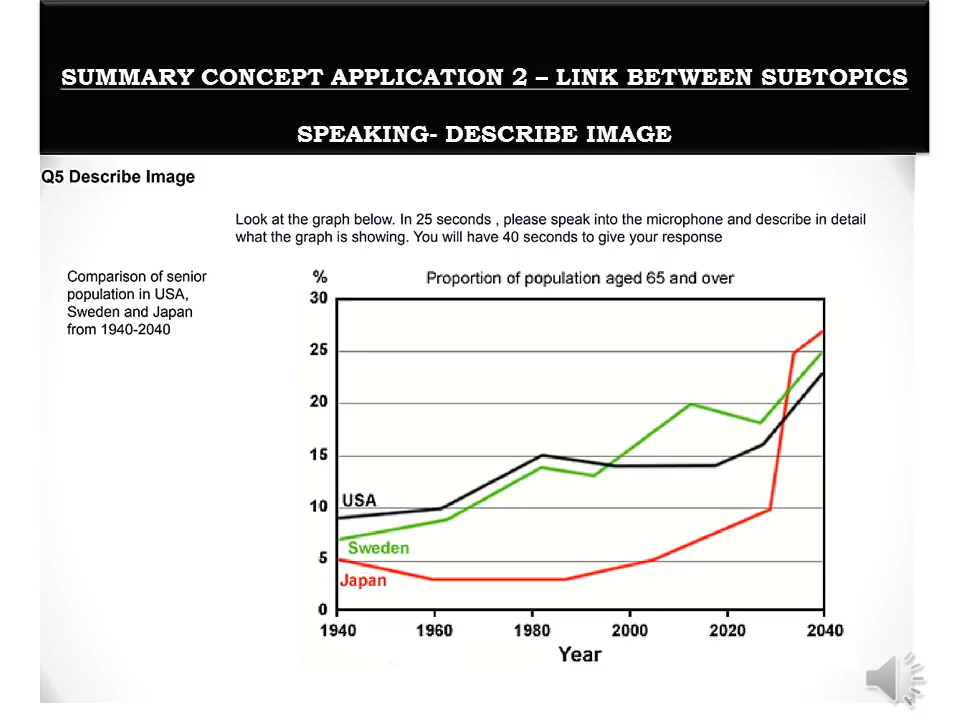 SUMMARY CONCEPT APPLICATION 2 – LINK BETWEEN SUBTOPICS
SPEAKING- DESCRIBE IMAGE
Q5 Describe Image
Look at the graph below. In 25 seconds , please speak into the microphone and describe in detail
what the graph is showing. You will have 40 seconds to give your response
Comparison of senior
population in USA,
Sweden and Japan
from 1940-2040
% Proportion of population aged 65 and over
30
25
20
15
10
USA
Sweden
5
Japan
0
1940 1960 1980 2000 2020 2040
Year